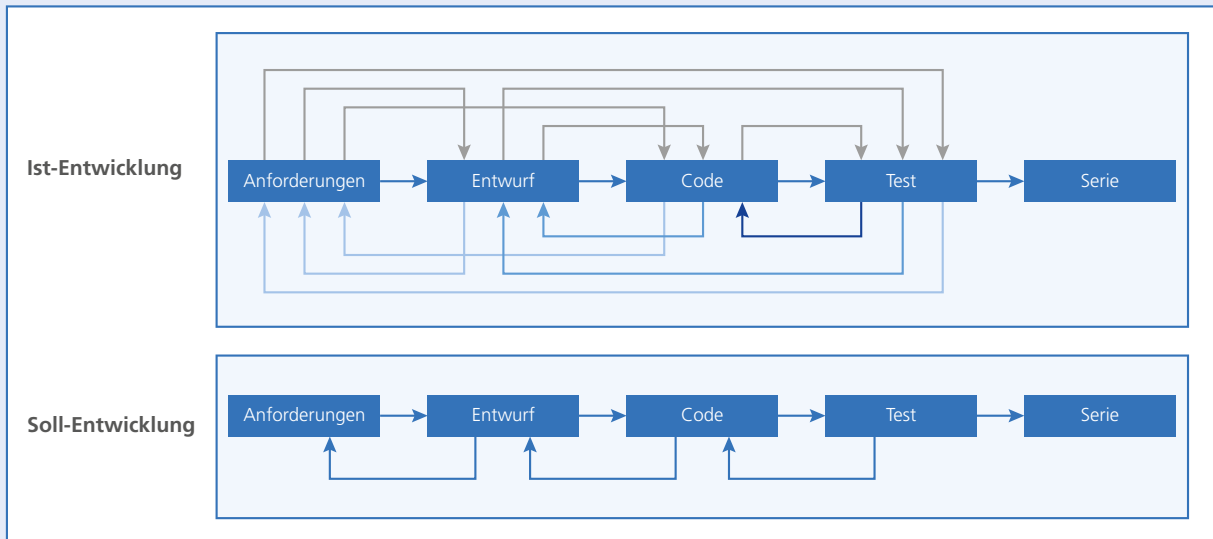 Ist-Entwicklung
Anforderungen
Entwurf
Code
Test
Serie
Soll-Entwicklung
Anforderungen
Entwurf
Code
Test
Serie